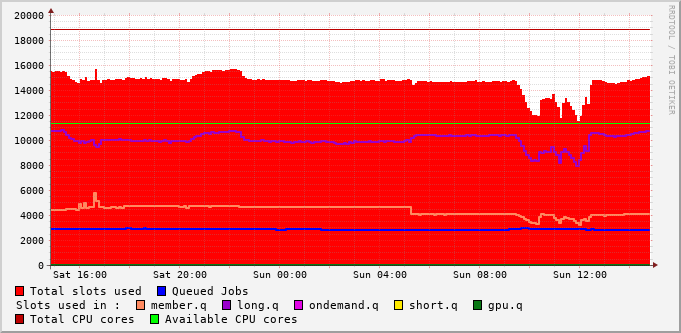 RRDTOOL / TOBI OETIKER
20000
18000
16000
14000
12000
10000
8000
6000
4000
2000
0
Sat 16:00 Sat 20:00 Sun 00:00 Sun 04:00 Sun 08:00 Sun 12:00
Total slots used Queued Jobs
Slots used in : member.q long.q ondemand.q short.q gpu.q
Total CPU cores Available CPU cores